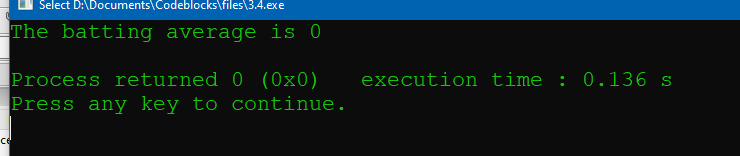 Select D:\Documents\Codeblocks\files\3.4.exe
The batting average is 0
Process returned 0 (0x0)   execution time : 0.136 s
Press any key to continue.
ce